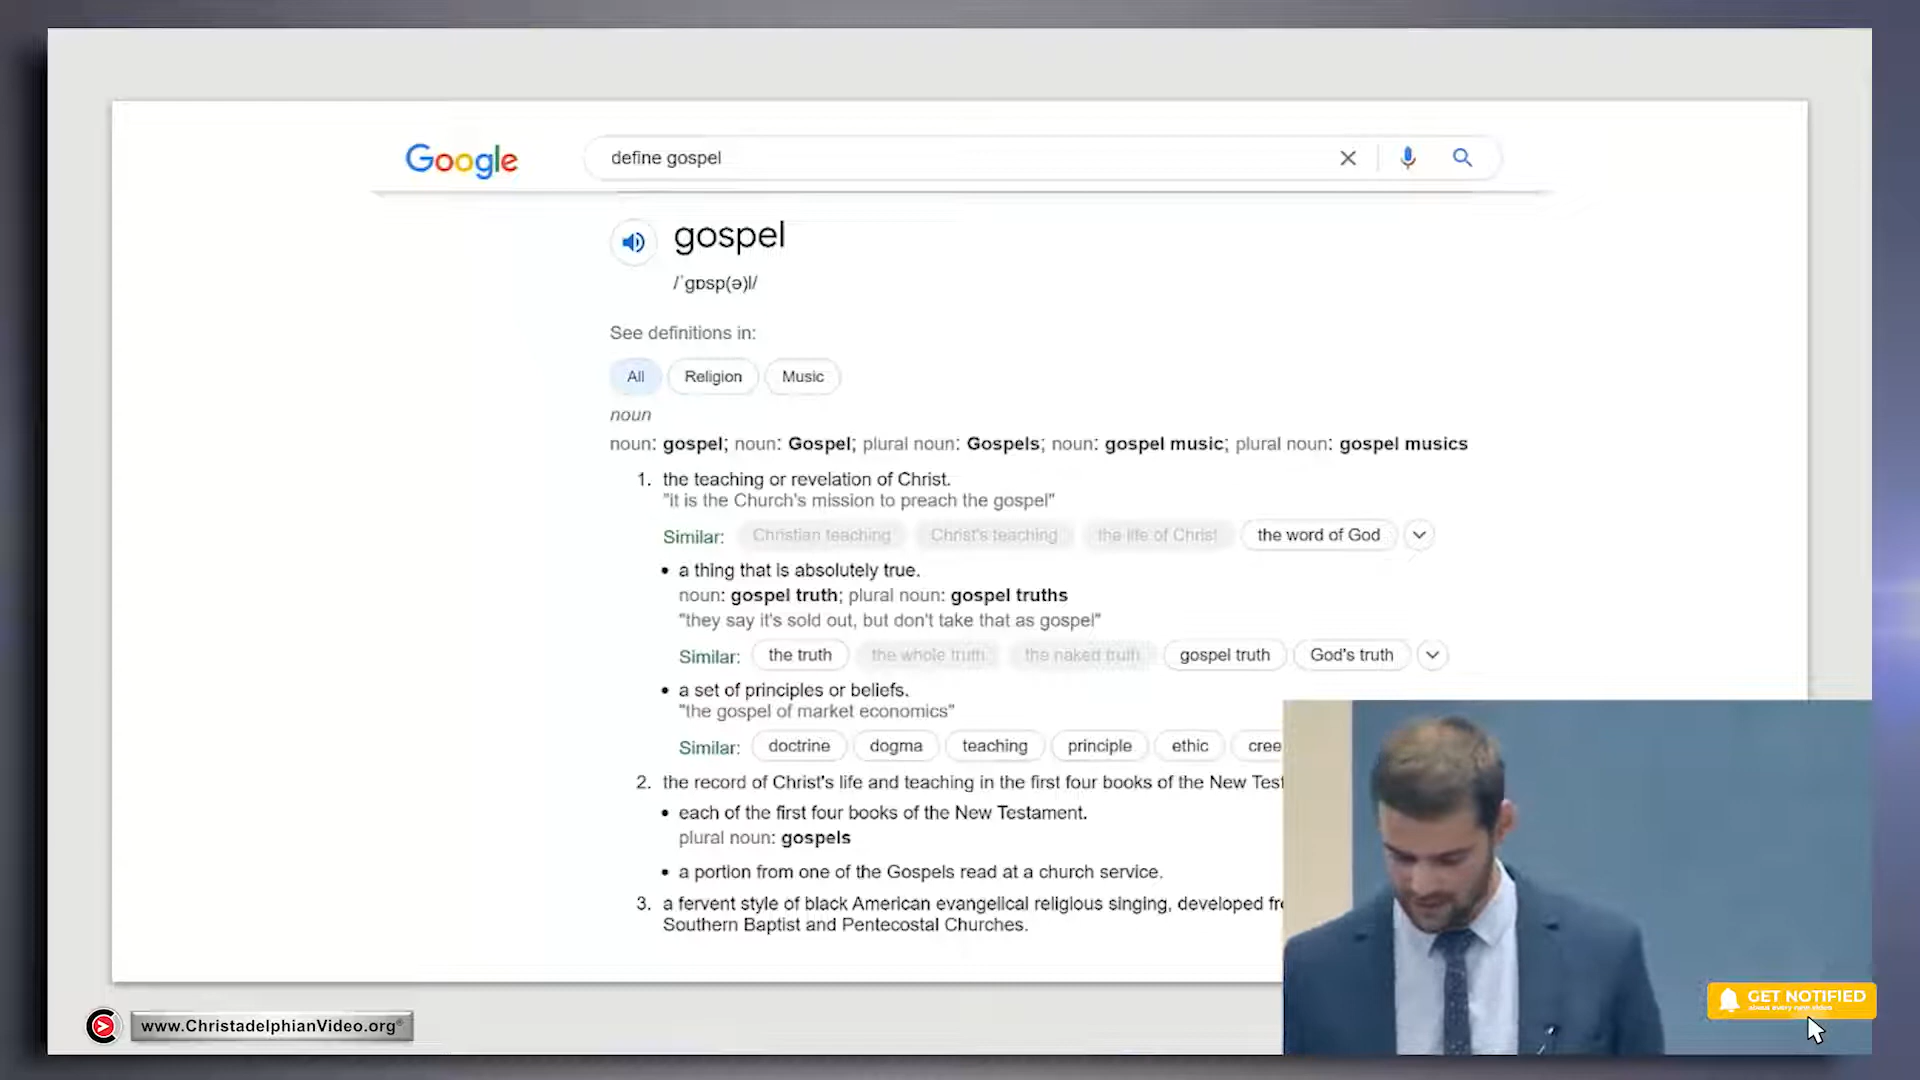 Google
define gospel
gospel
/ˈɡɒsp(ə)l/
See definitions in:
All Religion Music
noun
noun: gospel; noun: Gospel; plural noun: Gospels; noun: gospel music; plural noun: gospel musics
1. the teaching or revelation of Christ.
"it is the Church's mission to preach the gospel"
Similar: Christian teaching Christ's teaching the life of Christ the word of God
• a thing that is absolutely true.
noun: gospel truth; plural noun: gospel truths
"they say it's sold out, but don't take that as gospel"
Similar: the truth the whole truth the naked truth gospel truth God's truth
• a set of principles or beliefs.
"the gospel of market economics"
Similar: doctrine dogma teaching principle ethic cree
2. the record of Christ's life and teaching in the first four books of the New Test
• each of the first four books of the New Testament.
plural noun: gospels
• a portion from one of the Gospels read at a church service.
3. a fervent style of black American evangelical religious singing, developed fr
Southern Baptist and Pentecostal Churches.
www.ChristadelphianVideo.org®
GET NOTIFIED
about every new video